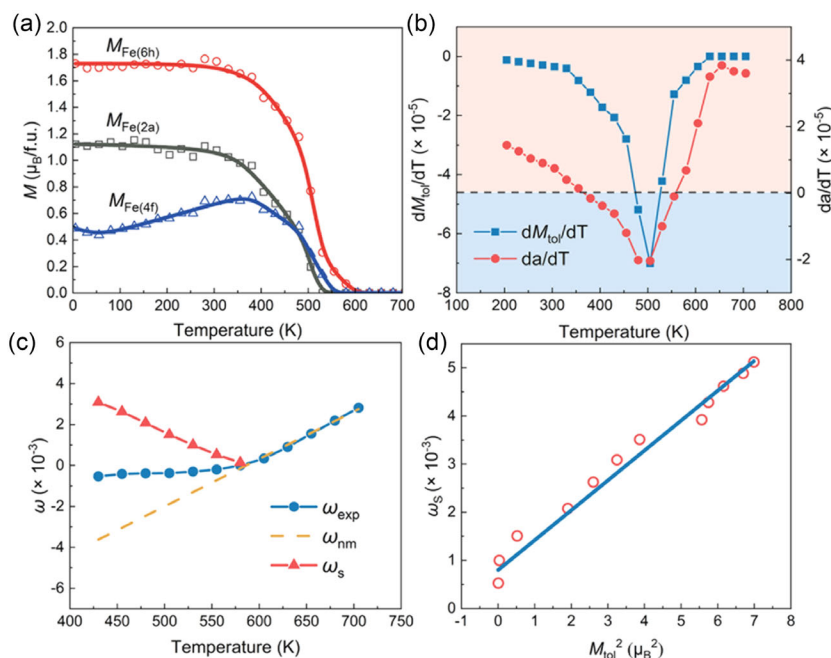 (a)
2.0
1.8
1.6
1.4
1.2
1.0
0.8
0.6
0.4
0.2
0.0
M (μB/f.u.)
MFe(6h)
MFe(2a)
MFe(4f)
0 100 200 300 400 500 600 700
Temperature (K)
(b)
0
-2
-4
-6
-8
dMtol/dT (× 10-5)
4
2
0
-2
da/dT (× 10-5)
dMtol/dT
da/dT
100 200 300 400 500 600 700 800
Temperature (K)
(c)
6
4
2
0
-2
-4
-6
ω (× 10-3)
ωexp
ωnm
ωs
400 450 500 550 600 650 700 750
Temperature (K)
(d)
5
4
3
2
1
0
ωS (× 10-3)
-1 0 1 2 3 4 5 6 7 8
Mtol2 (μB2)